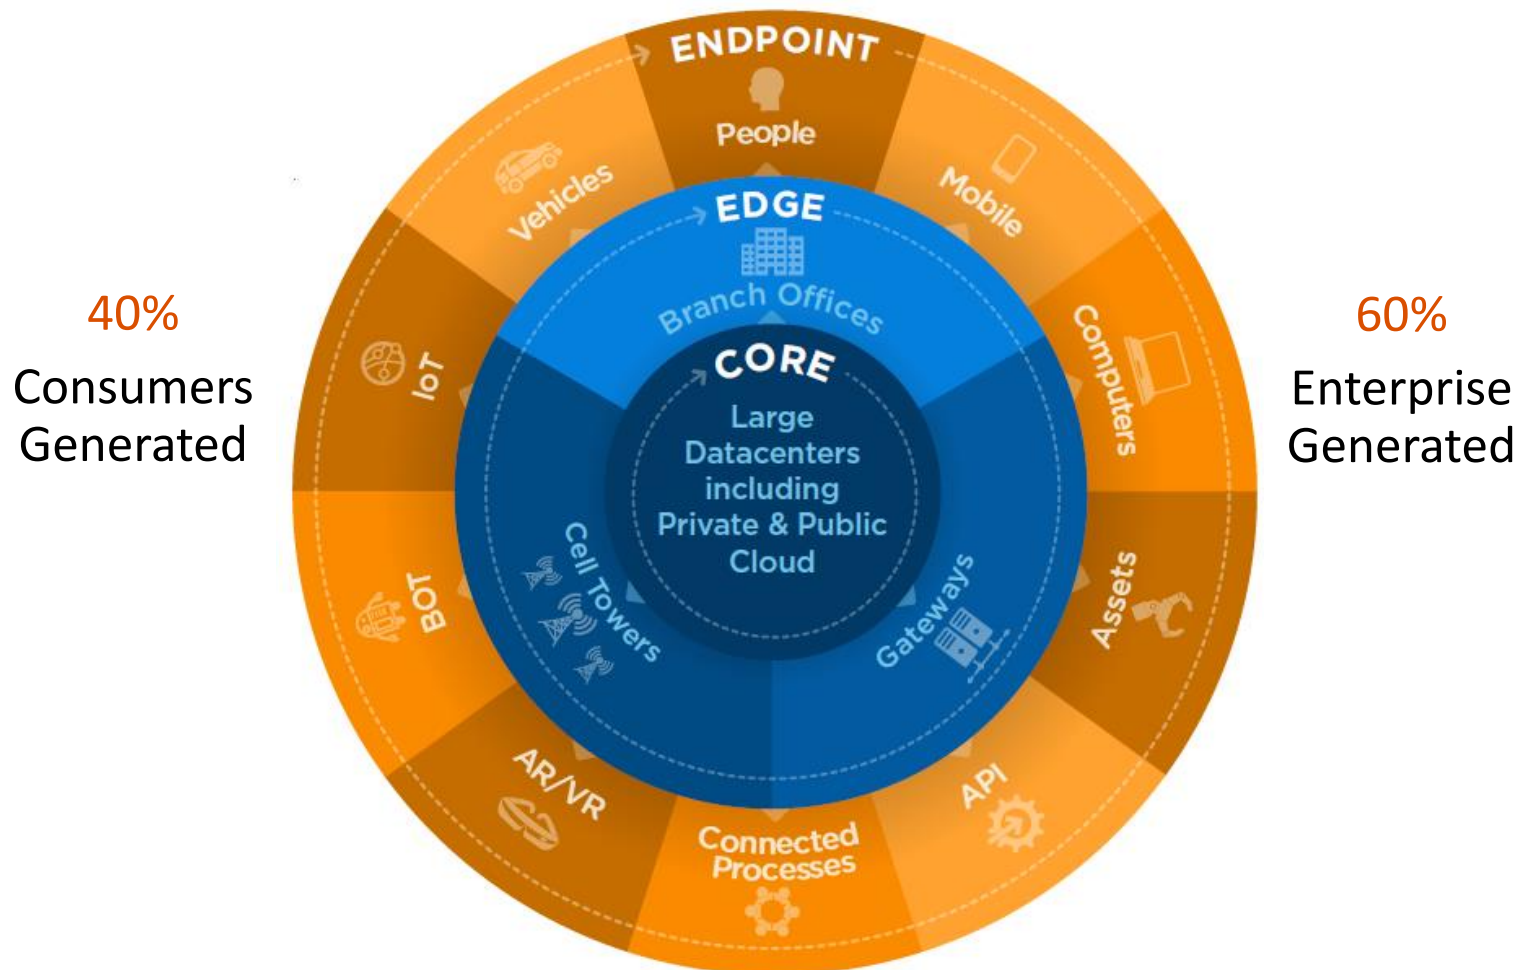 ENDPOINT
People
Mobile
Computers
Assets
API
Connected
Processes
AR/VR
BOT
IoT
Vehicles
EDGE
Branch Offices
Gateways
Cell Towers
CORE
Large
Datacenters
including
Private & Public
Cloud
40%
Consumers
Generated
60%
Enterprise
Generated